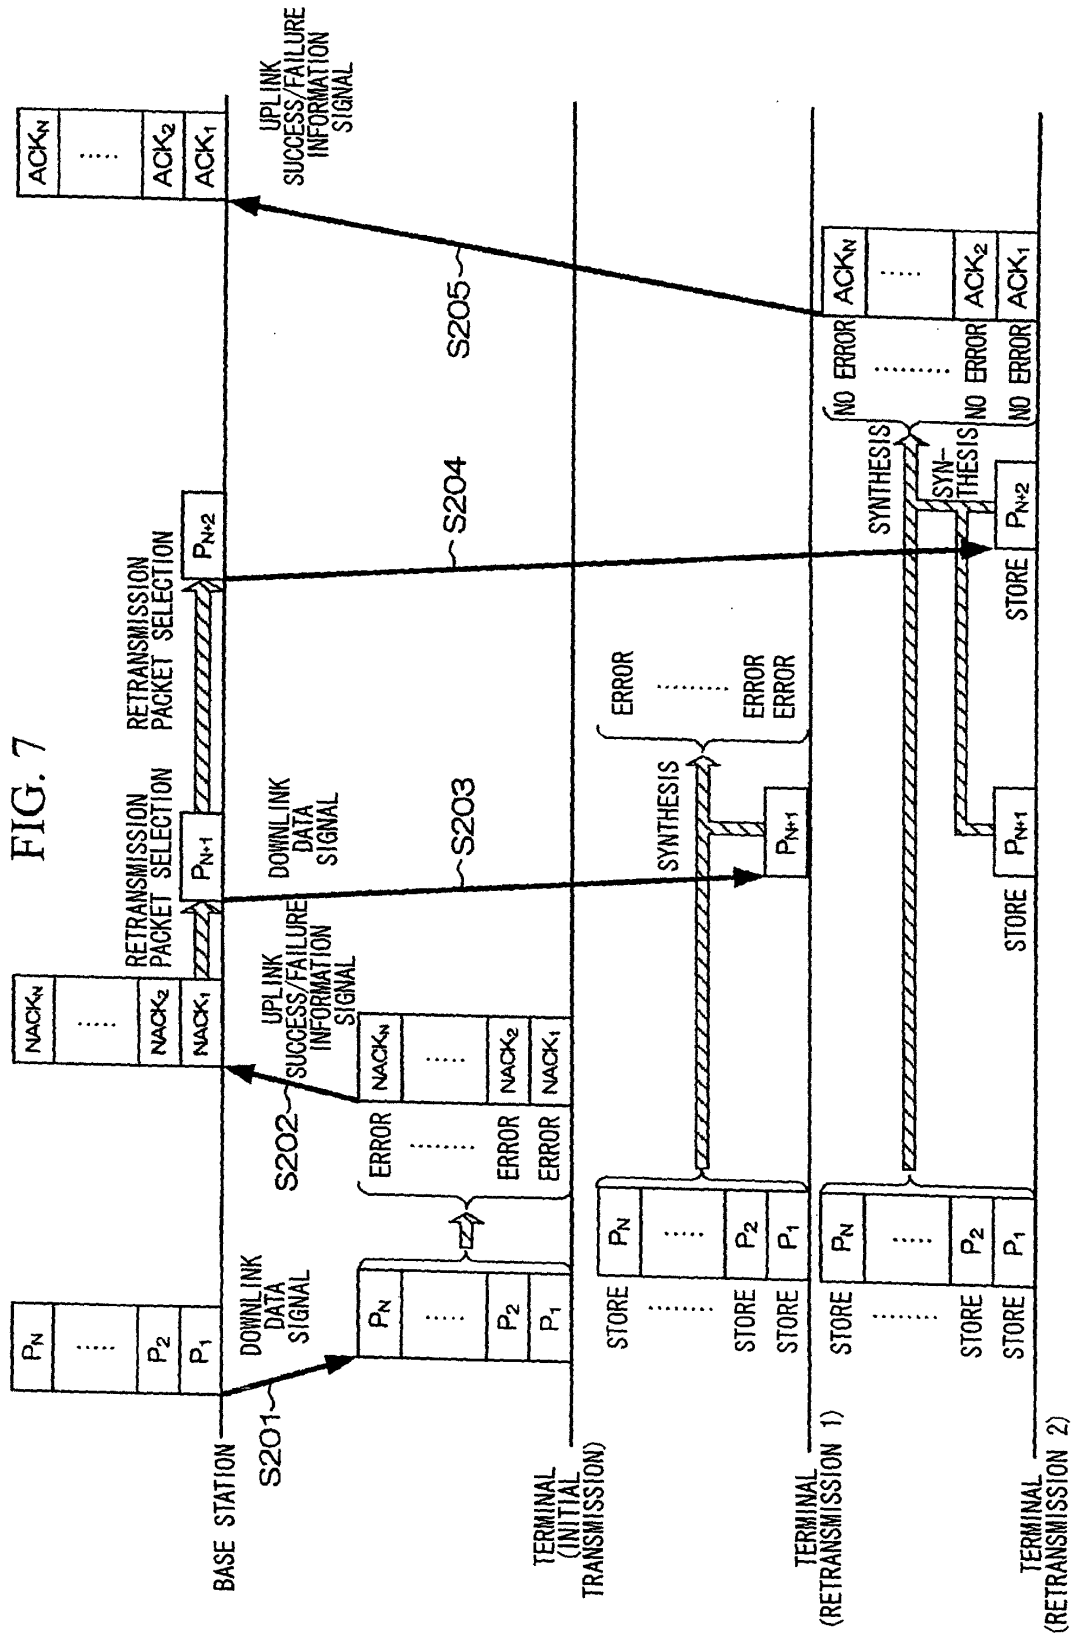 FIG. 7
BASE STATION
PN
.....
P2
P1
S201
DOWNLINK
DATA
SIGNAL
NACKN
.....
NACK2
NACK1
S202
UPLINK
SUCCESS/FAILURE
INFORMATION
SIGNAL
RETRANSMISSION
PACKET SELECTION
PN+1
DOWNLINK
DATA
SIGNAL
S203
RETRANSMISSION
PACKET SELECTION
PN+2
S204
ACKN
.....
ACK2
ACK1
UPLINK
SUCCESS/FAILURE
INFORMATION
SIGNAL
S205
TERMINAL
(INITIAL
TRANSMISSION)
PN
.....
P2
P1
ERROR
.........
ERROR
ERROR
NACKN
.....
NACK2
NACK1
TERMINAL
(RETRANSMISSION 1)
STORE
.........
STORE
STORE
PN
.....
P2
P1
SYNTHESIS
PN+1
ERROR
.........
ERROR
ERROR
TERMINAL
(RETRANSMISSION 2)
STORE
.........
STORE
STORE
PN
.....
P2
P1
STORE
PN+1
STORE
PN+2
SYNTHESIS
SYN-
THESIS
NO ERROR
.........
NO ERROR
NO ERROR
ACKN
.....
ACK2
ACK1